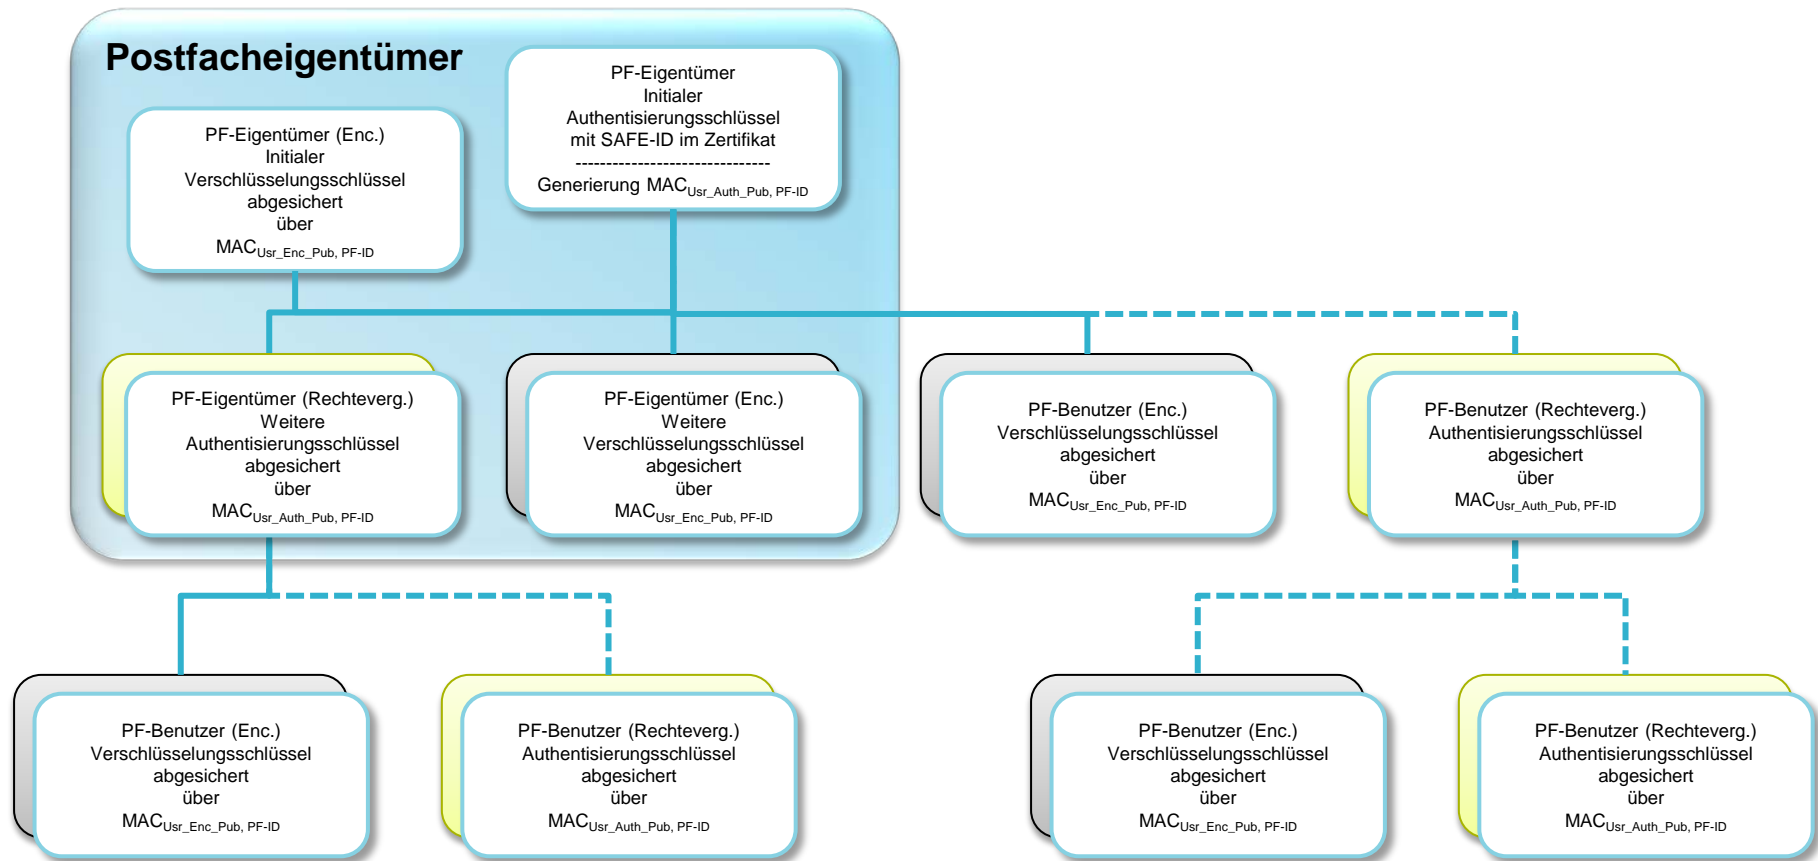 Postfacheigentümer
PF-Eigentümer
Initialer
Authentisierungsschlüssel
mit SAFE-ID im Zertifikat
--------------------------------
Generierung MACUsr_Auth_Pub, PF-ID
PF-Eigentümer (Enc.)
Initialer
Verschlüsselungsschlüssel
abgesichert
über
MACUsr_Enc_Pub, PF-ID
PF-Eigentümer (Rechteverg.)
Weitere
Authentisierungsschlüssel
abgesichert
über
MACUsr_Auth_Pub, PF-ID
PF-Eigentümer (Enc.)
Weitere
Verschlüsselungsschlüssel
abgesichert
über
MACUsr_Enc_Pub, PF-ID
PF-Benutzer (Enc.)
Verschlüsselungsschlüssel
abgesichert
über
MACUsr_Enc_Pub, PF-ID
PF-Benutzer (Rechteverg.)
Authentisierungsschlüssel
abgesichert
über
MACUsr_Auth_Pub, PF-ID
PF-Benutzer (Enc.)
Verschlüsselungsschlüssel
abgesichert
über
MACUsr_Enc_Pub, PF-ID
PF-Benutzer (Rechteverg.)
Authentisierungsschlüssel
abgesichert
über
MACUsr_Auth_Pub, PF-ID
PF-Benutzer (Enc.)
Verschlüsselungsschlüssel
abgesichert
über
MACUsr_Enc_Pub, PF-ID
PF-Benutzer (Rechteverg.)
Authentisierungsschlüssel
abgesichert
über
MACUsr_Auth_Pub, PF-ID